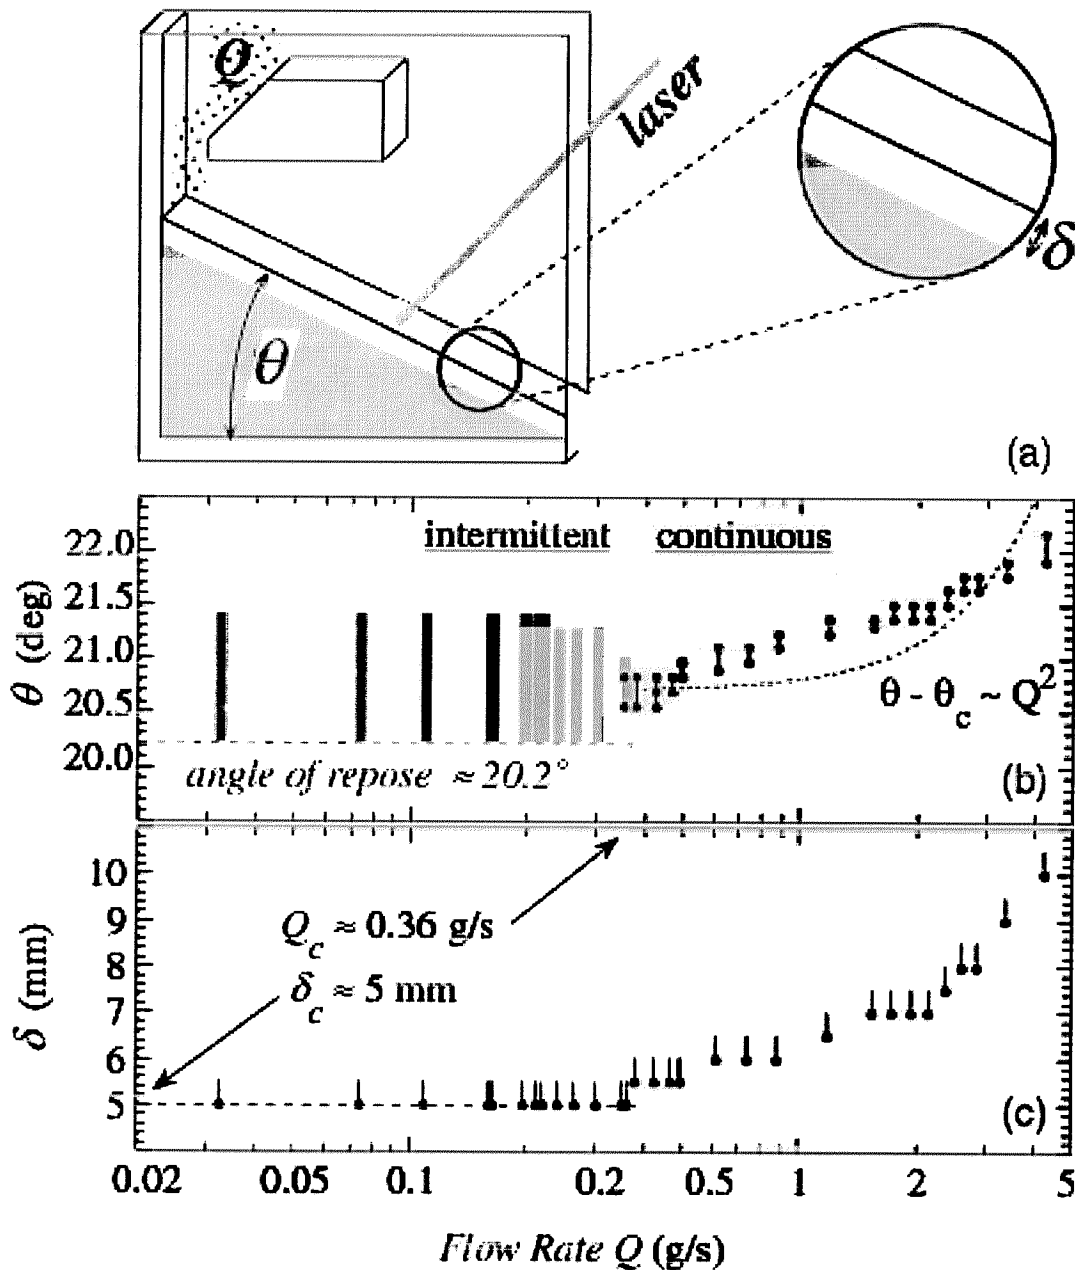 Q
laser
δ
θ
(a)
intermittent continuous
22.0
21.5
21.0
20.5
20.0
θ (deg)
θ - θc ~ Q²
angle of repose ≈ 20.2°
(b)
10
9
8
7
6
5
δ (mm)
Qc ≈ 0.36 g/s
δc ≈ 5 mm
(c)
0.02 0.05 0.1 0.2 0.5 1 2 5
Flow Rate Q (g/s)